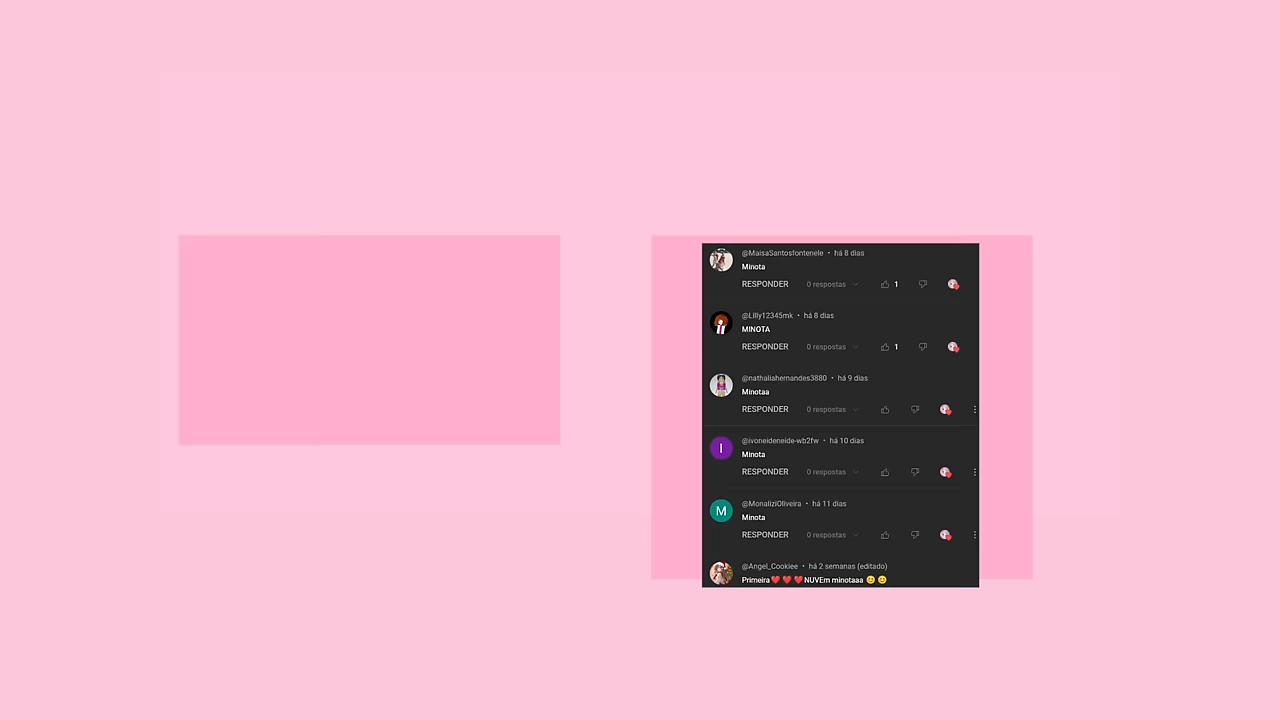 @MaisaSantosfontenele • há 8 dias
Minota
RESPONDER 0 respostas 1
@Lilly12345mk • há 8 dias
MINOTA
RESPONDER 0 respostas 1
@nathaliahernandes3880 • há 9 dias
Minotaa
RESPONDER 0 respostas
I
@ivoneideneide-wb2fw • há 10 dias
Minota
RESPONDER 0 respostas
M
@MonaliziOliveira • há 11 dias
Minota
RESPONDER 0 respostas
@Angel_Cookiee • há 2 semanas (editado)
Primeira❤️❤️❤️NUVEm minotaaa 😊😊